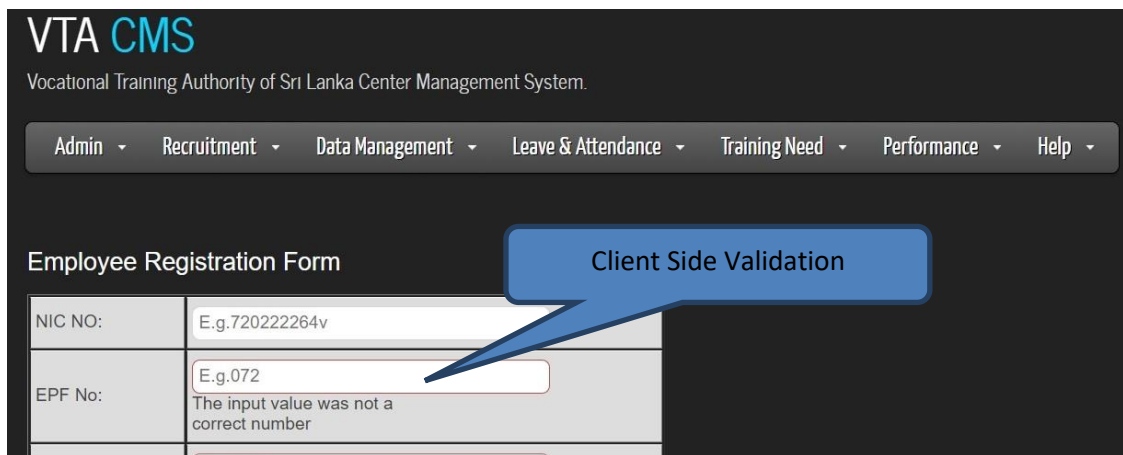 VTA CMS
Vocational Training Authority of Sri Lanka Center Management System.
Admin Recruitment Data Management Leave & Attendance Training Need Performance Help
Employee Registration Form
Client Side Validation
NIC NO: E.g.720222264v
EPF No: E.g.072
The input value was not a
correct number